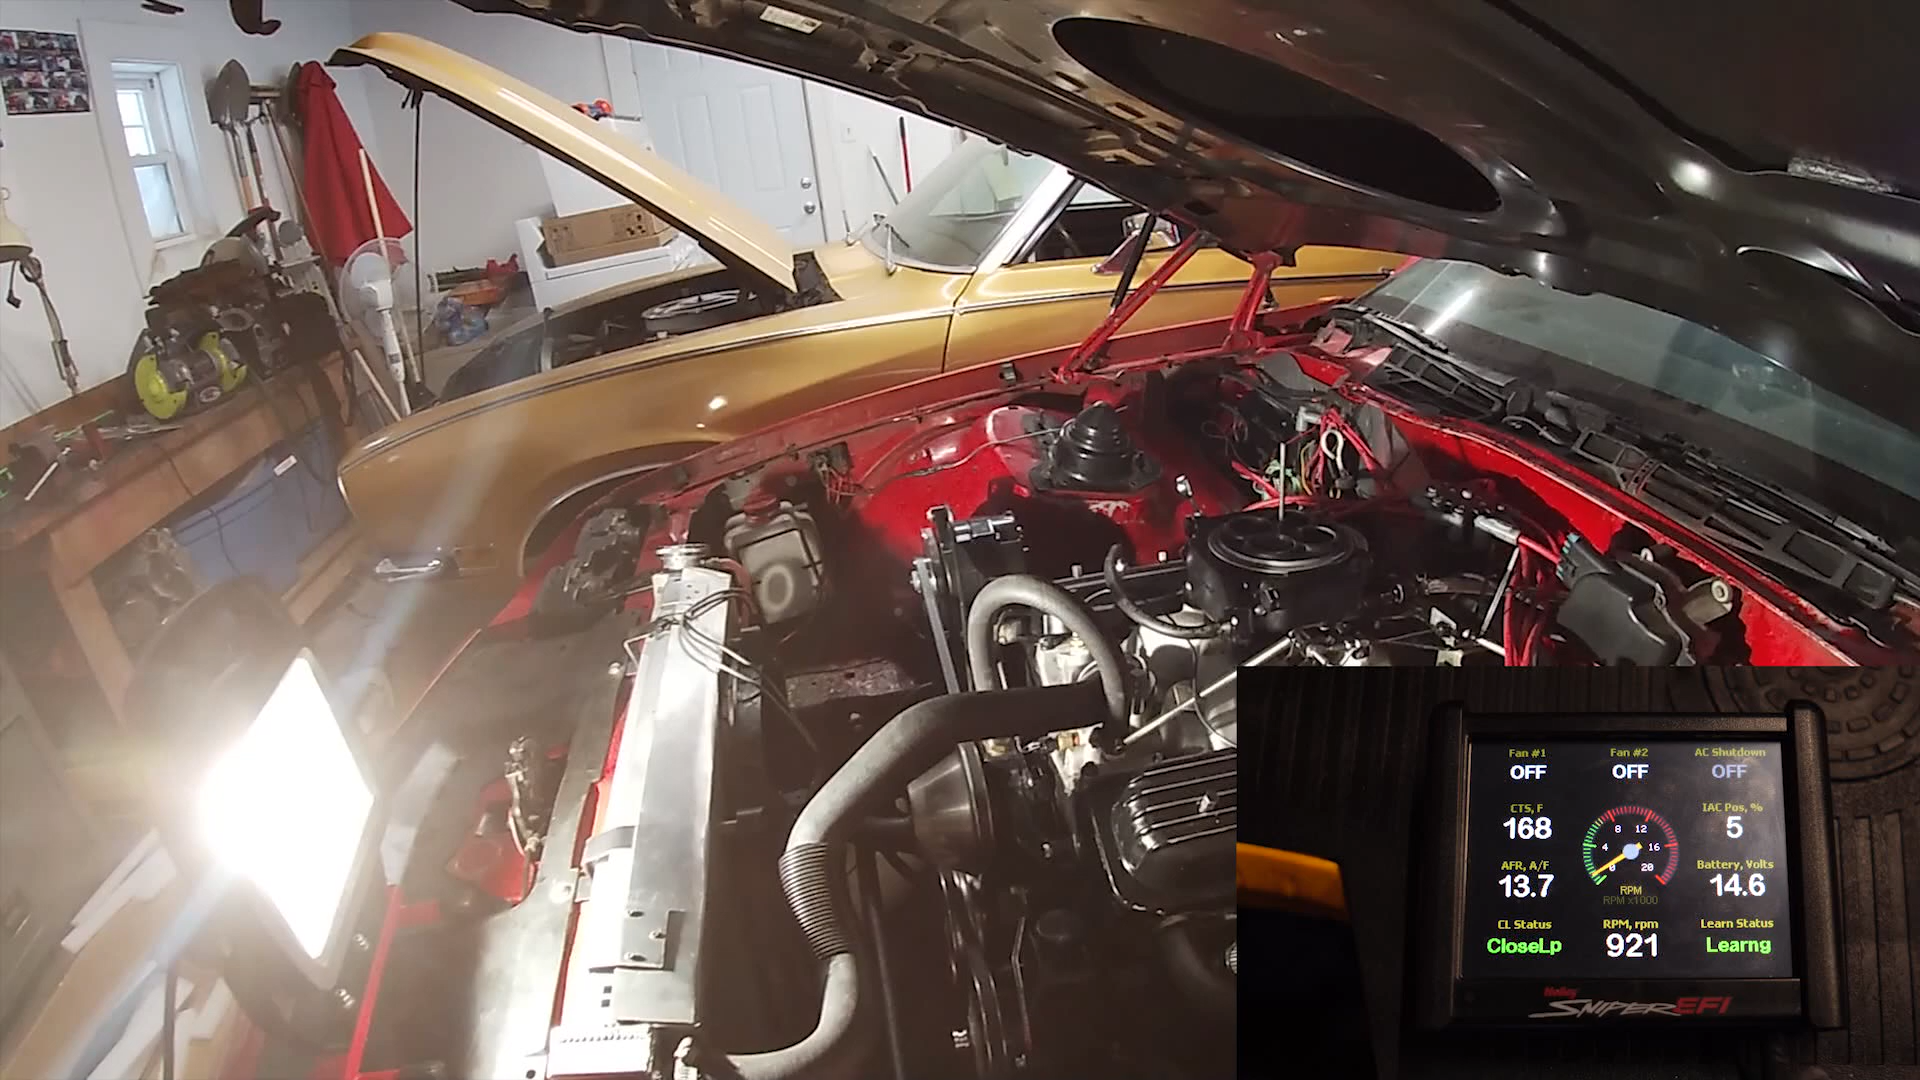 Fan #1 Fan #2 AC Shutdown
OFF OFF OFF
CTS, F IAC Pos, %
168 5
8 12
4 16
0 20
AFR, A/F Battery, Volts
13.7 14.6
RPM
RPM x1000
CL Status RPM, rpm Learn Status
CloseLp 921 Learng
Holley
SNIPER EFI